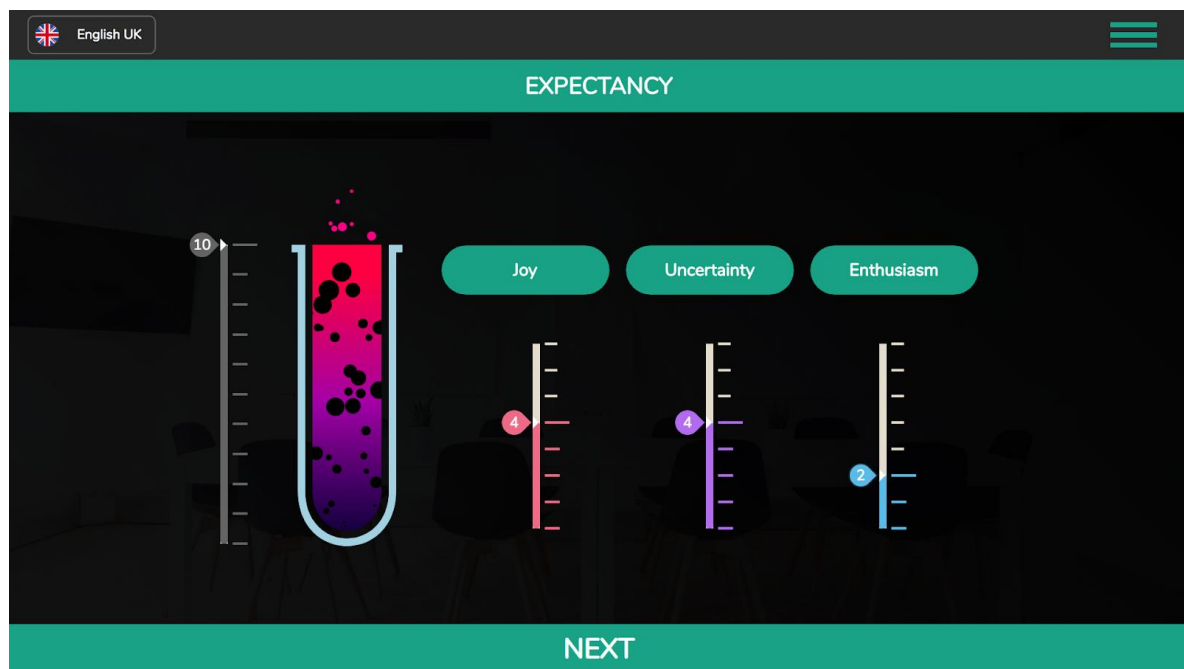 English UK
EXPECTANCY
10
Joy
Uncertainty
Enthusiasm
4
4
2
NEXT